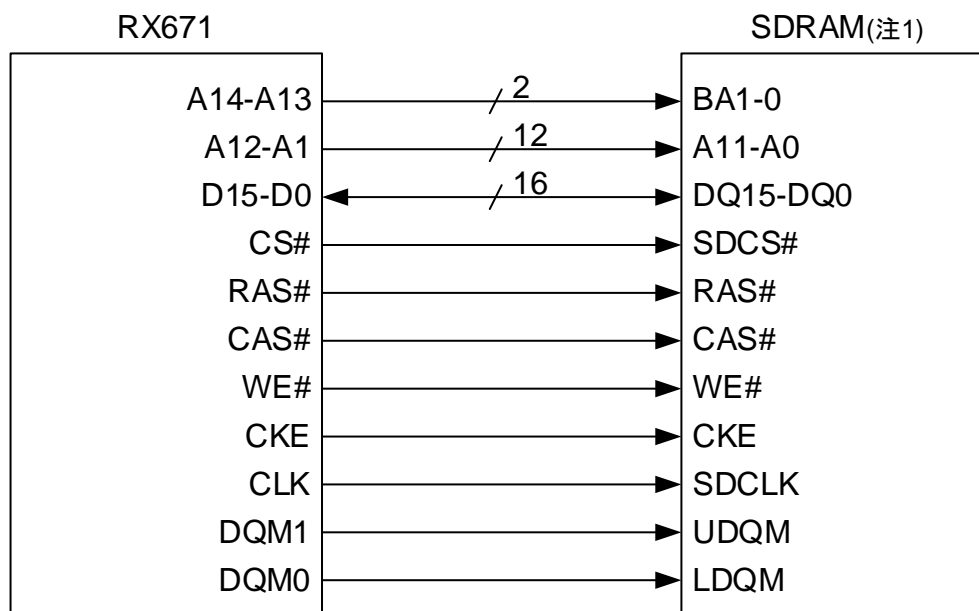 RX671 SDRAM(注1)
A14-A13 2 BA1-0
A12-A1 12 A11-A0
D15-D0 16 DQ15-DQ0
CS# SDCS#
RAS# RAS#
CAS# CAS#
WE# WE#
CKE CKE
CLK SDCLK
DQM1 UDQM
DQM0 LDQM